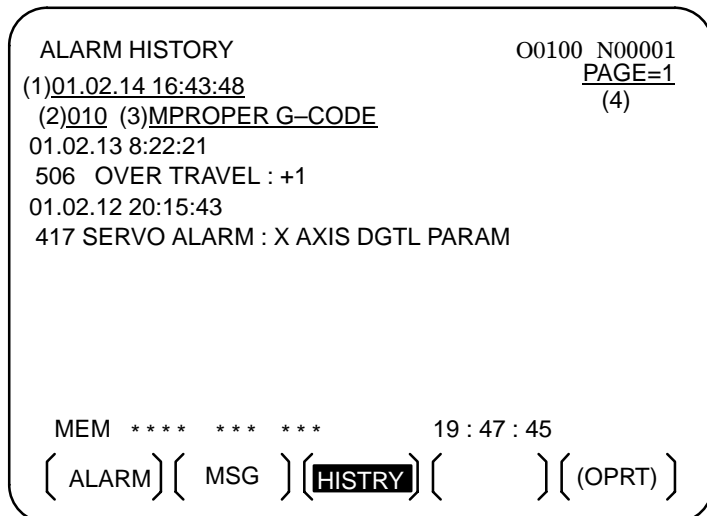 ALARM HISTORY O0100 N00001
(1)01.02.14 16:43:48 PAGE=1
(2)010 (3)MPROPER G–CODE (4)
01.02.13 8:22:21
506 OVER TRAVEL : +1
01.02.12 20:15:43
417 SERVO ALARM : X AXIS DGTL PARAM
MEM **** *** *** 19 : 47 : 45
[ ALARM ] [ MSG ] [ HISTRY ] [ ] [ (OPRT) ]